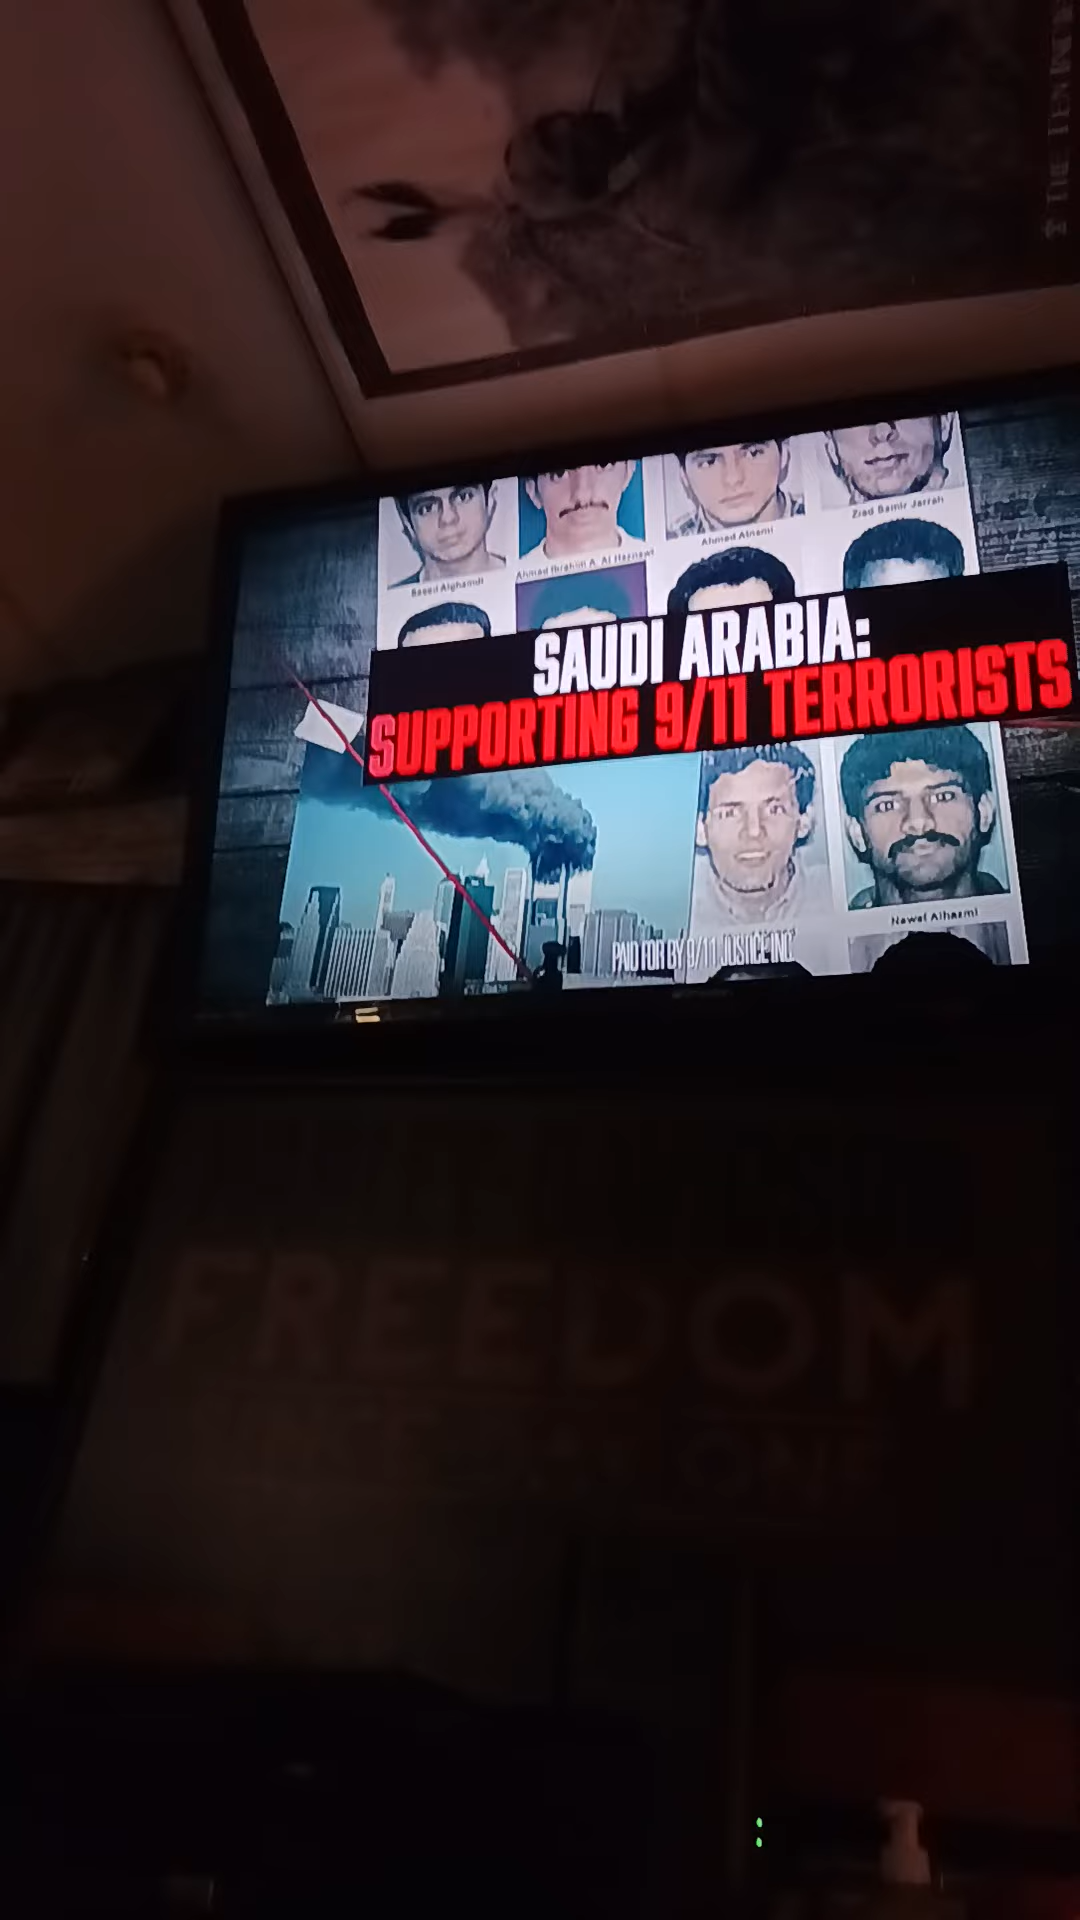 Saeed Alghamdi
Ahmad Ibrahim A. Al Haznawi
Ahmed Alnami
Ziad Samir Jarrah
SAUDI ARABIA:
SUPPORTING 9/11 TERRORISTS
Nawaf Alhazmi
PAID FOR BY 9/11 JUSTICE INC.
FREEDOM